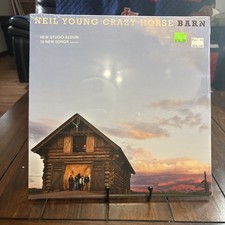 NEIL YOUNG CRAZY HORSE BARN
NEW STUDIO ALBUM
10 NEW SONGS